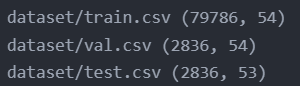 dataset/train.csv (79786, 54)
dataset/val.csv (2836, 54)
dataset/test.csv (2836, 53)